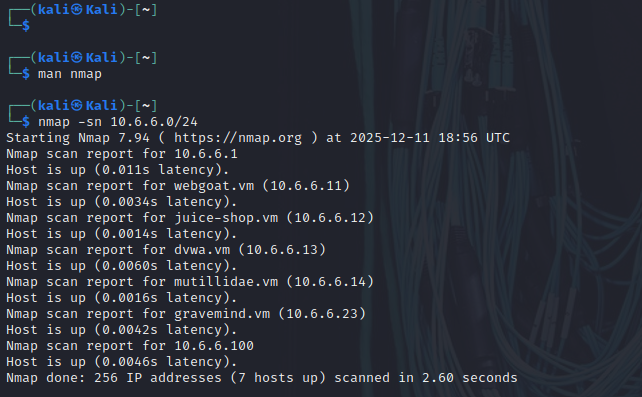 ┌──(kali㉿Kali)-[~]
└─$
┌──(kali㉿Kali)-[~]
└─$ man nmap
┌──(kali㉿Kali)-[~]
└─$ nmap -sn 10.6.6.0/24
Starting Nmap 7.94 ( https://nmap.org ) at 2025-12-11 18:56 UTC
Nmap scan report for 10.6.6.1
Host is up (0.011s latency).
Nmap scan report for webgoat.vm (10.6.6.11)
Host is up (0.0034s latency).
Nmap scan report for juice-shop.vm (10.6.6.12)
Host is up (0.0014s latency).
Nmap scan report for dvwa.vm (10.6.6.13)
Host is up (0.0060s latency).
Nmap scan report for mutillidae.vm (10.6.6.14)
Host is up (0.0016s latency).
Nmap scan report for gravemind.vm (10.6.6.23)
Host is up (0.0042s latency).
Nmap scan report for 10.6.6.100
Host is up (0.0046s latency).
Nmap done: 256 IP addresses (7 hosts up) scanned in 2.60 seconds